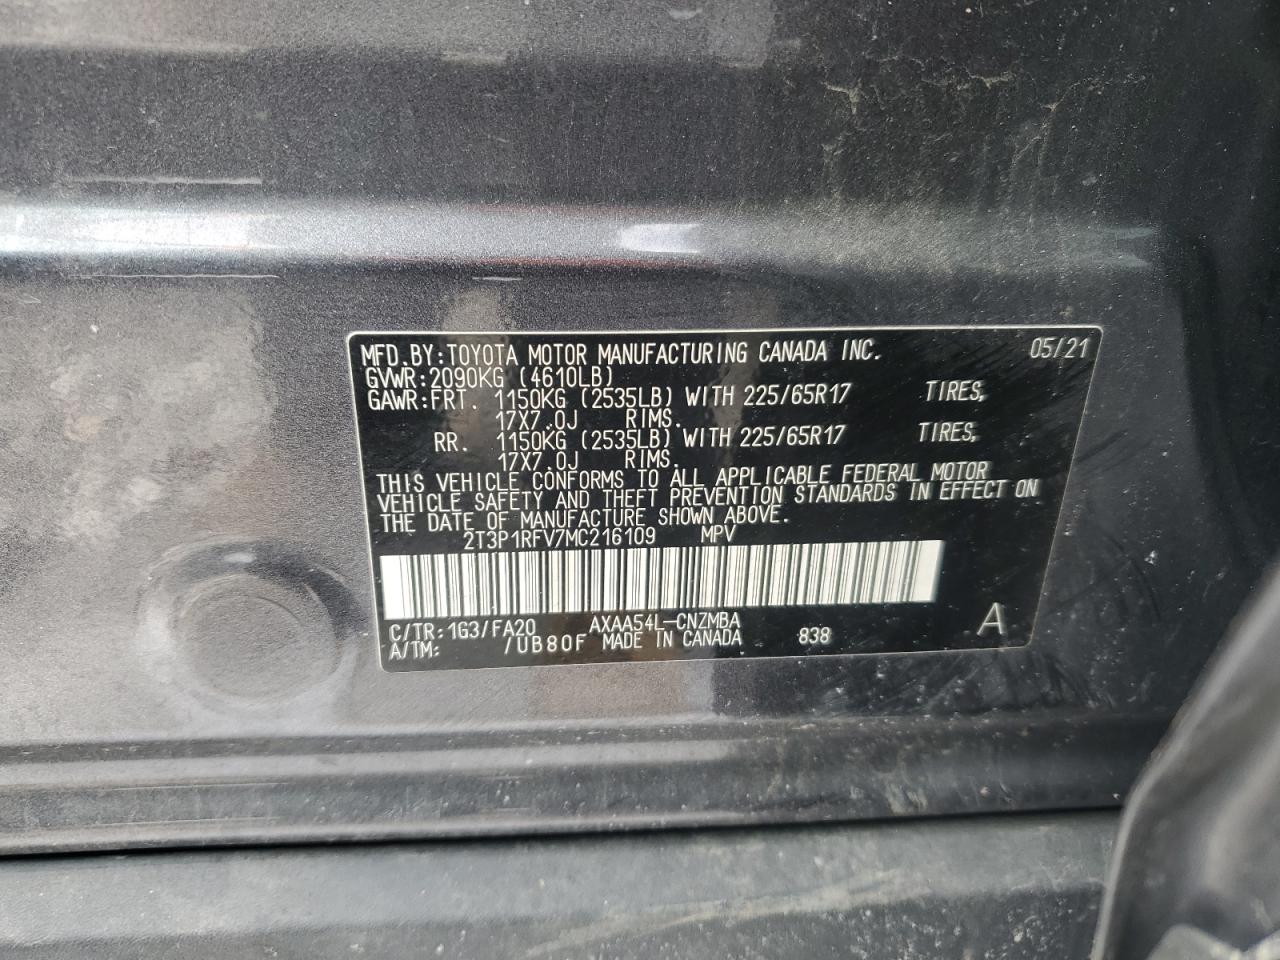 MFD.BY:TOYOTA MOTOR MANUFACTURING CANADA INC. 05/21
GVWR:2090KG (4610LB)
GAWR:FRT. 1150KG (2535LB) WITH 225/65R17 TIRES,
17X7.0J RIMS.
RR. 1150KG (2535LB) WITH 225/65R17 TIRES,
17X7.0J RIMS.
THIS VEHICLE CONFORMS TO ALL APPLICABLE FEDERAL MOTOR
VEHICLE SAFETY AND THEFT PREVENTION STANDARDS IN EFFECT ON
THE DATE OF MANUFACTURE SHOWN ABOVE.
2T3P1RFV7MC216109 MPV
C/TR:1G3/FA20 AXAA54L-CNZMBA
A/TM: /UB80F MADE IN CANADA 838 A